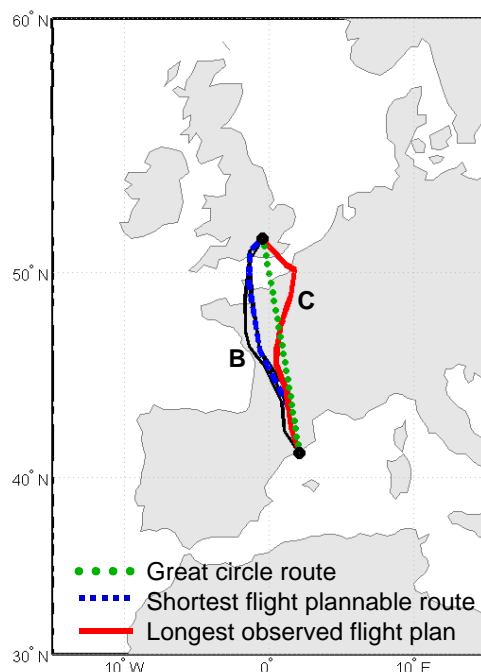 60° N
50° N
C
B
40° N
Great circle route
Shortest flight plannable route
Longest observed flight plan
30° N
10° W
0°
10° E